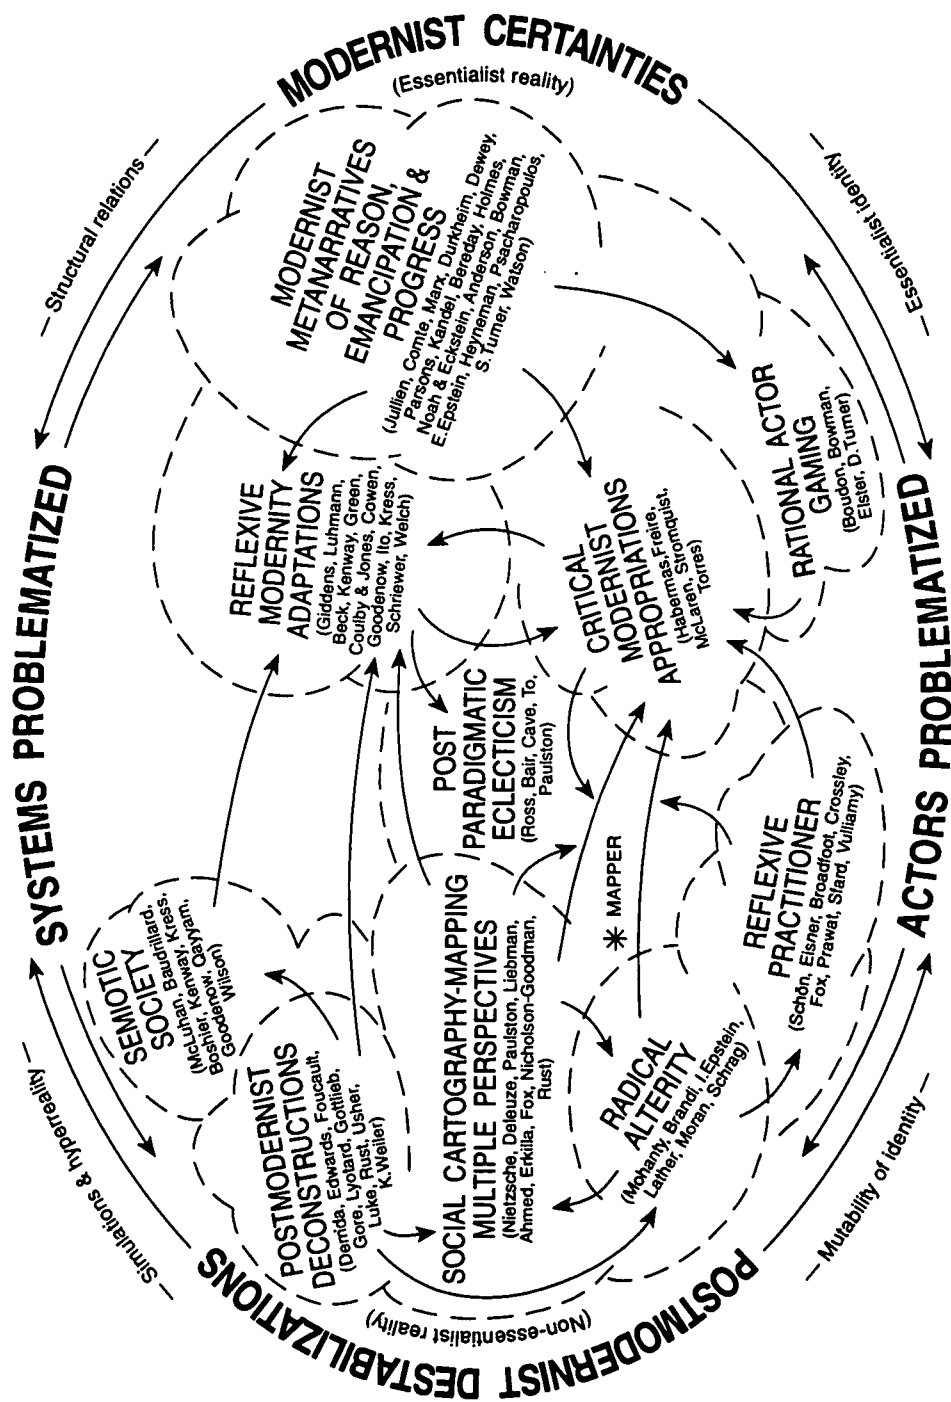 SYSTEMS PROBLEMATIZED
Simulations & hyperreality
Structural relations
POSTMODERNIST DESTABILIZATIONS
(Non-essentialist reality)
MODERNIST CERTAINTIES
(Essentialist reality)
SEMIOTIC
SOCIETY
(McLuhan, Baudrillard,
Boshier, Kenway, Kress,
Goodenow, Qayyam,
Wilson)
REFLEXIVE
MODERNITY
ADAPTATIONS
(Giddens, Luhmann,
Beck, Kenway, Green,
Coulby & Jones, Cowen,
Goodenow, Ito, Kress,
Schriewer, Welch)
MODERNIST
METANARRATIVES
OF REASON,
EMANCIPATION &
PROGRESS
(Jullien, Comte, Marx, Durkheim, Dewey,
Parsons, Kandel, Bereday, Holmes,
Noah & Eckstein, Anderson, Bowman,
E.Epstein, Heyneman, Psacharopoulos,
S.Turner, Watson)
POSTMODERNIST
DECONSTRUCTIONS
(Derrida, Edwards, Foucault,
Gore, Lyotard, Gottlieb,
Luke, Rust, Usher,
K.Weiler)
SOCIAL CARTOGRAPHY-MAPPING
MULTIPLE PERSPECTIVES
(Nietzsche, Deleuze, Paulston, Liebman,
Ahmed, Erkilla, Fox, Nicholson-Goodman,
Rust)
POST
PARADIGMATIC
ECLECTICISM
(Ross, Bair, Cave, To,
Paulston)
CRITICAL
MODERNIST
APPROPRIATIONS
(Habermas,Freire,
McLaren, Stromquist,
Torres)
* MAPPER
RADICAL
ALTERITY
(Mohanty, Brandi, I.Epstein,
Lather, Moran, Schrag)
REFLEXIVE
PRACTITIONER
(Schön, Eisner, Broadfoot, Crossley,
Fox, Prawat, Sfard, Vulliamy)
RATIONAL ACTOR
GAMING
(Boudon, Bowman,
Elster, D.Turner)
Mutability of identity
Essentialist identity
ACTORS PROBLEMATIZED